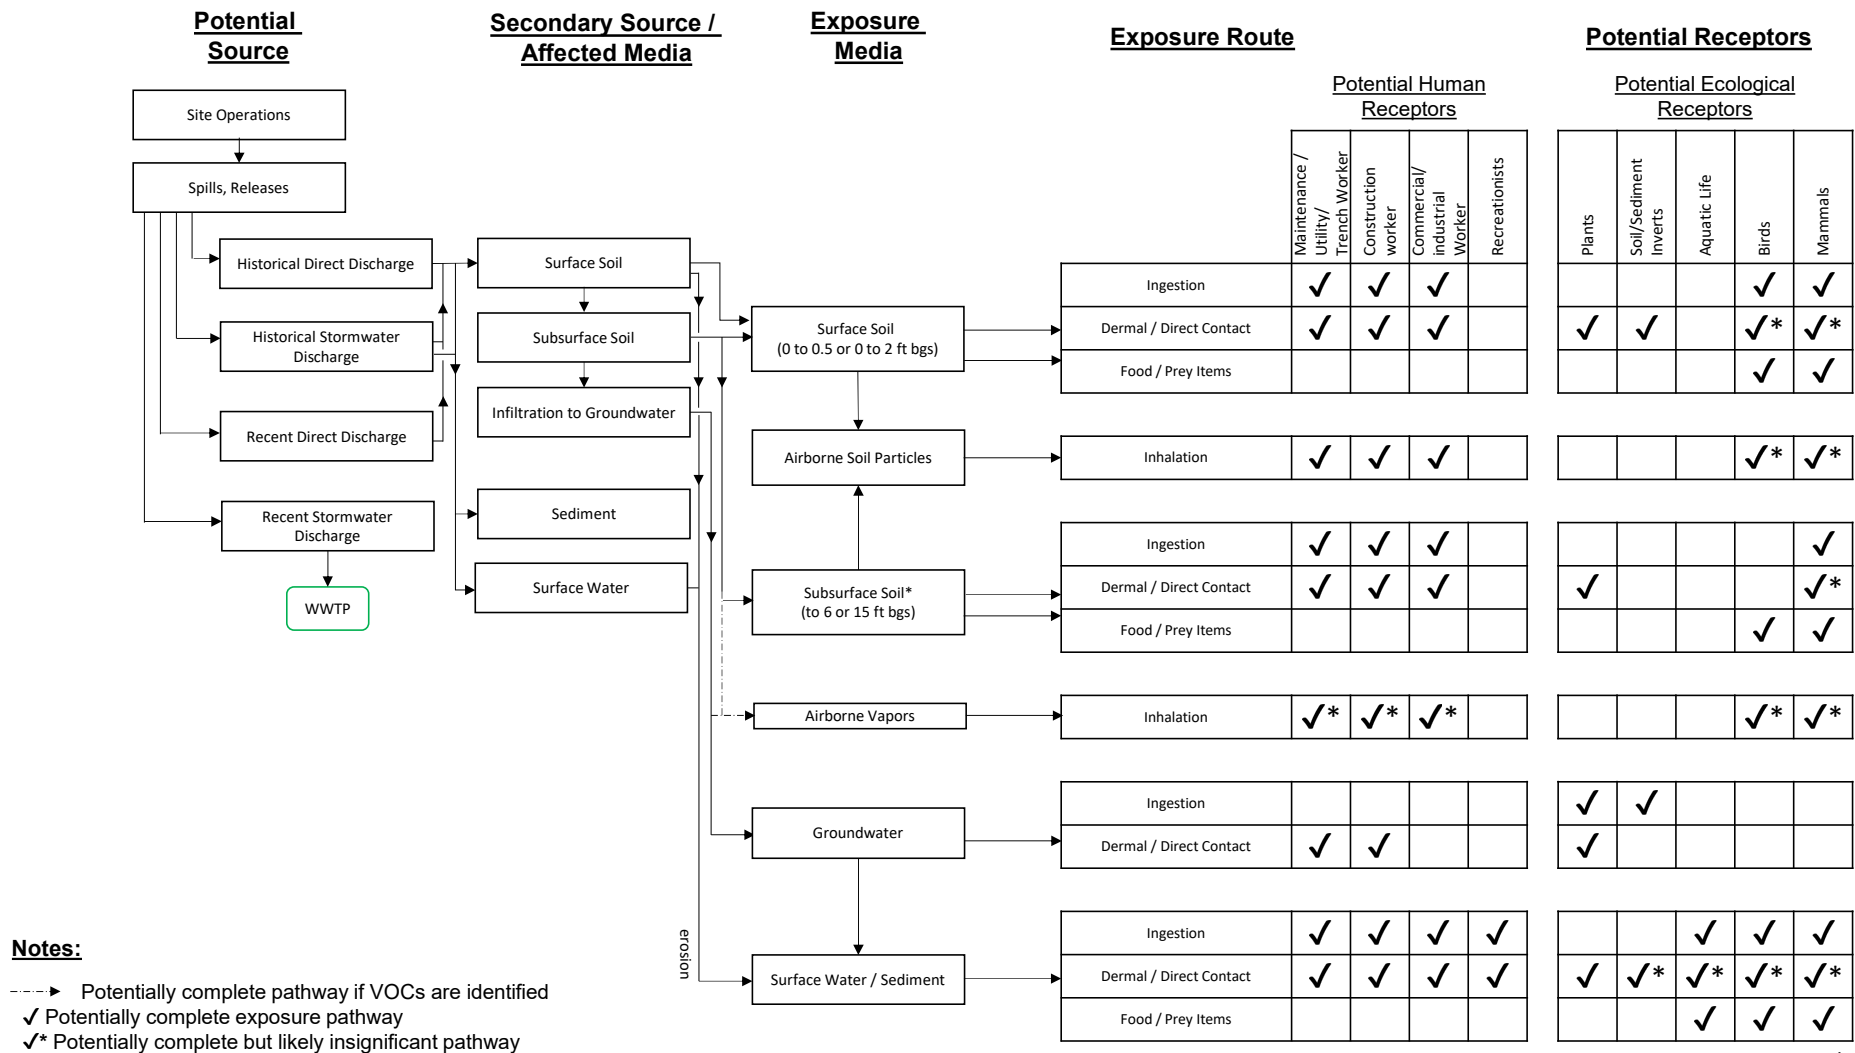 Potential
Source
Secondary Source /
Affected Media
Exposure
Media
Exposure Route
Potential Receptors
Potential Human
Receptors
Potential Ecological
Receptors
Maintenance /
Utility/
Trench Worker
Construction
worker
Commercial/
industrial
Worker
Recreationists
Plants
Soil/Sediment
Inverts
Aquatic Life
Birds
Mammals
Site Operations
Spills, Releases
Historical Direct Discharge
Historical Stormwater
Discharge
Recent Direct Discharge
Recent Stormwater
Discharge
WWTP
Surface Soil
Subsurface Soil
Infiltration to Groundwater
Sediment
Surface Water
erosion
Surface Soil
(0 to 0.5 or 0 to 2 ft bgs)
Airborne Soil Particles
Subsurface Soil*
(to 6 or 15 ft bgs)
Airborne Vapors
Groundwater
Surface Water / Sediment
Ingestion ✓ ✓ ✓ ✓ ✓
Dermal / Direct Contact ✓ ✓ ✓ ✓ ✓ ✓* ✓*
Food / Prey Items ✓ ✓
Inhalation ✓ ✓ ✓ ✓* ✓*
Ingestion ✓ ✓ ✓ ✓
Dermal / Direct Contact ✓ ✓ ✓ ✓ ✓*
Food / Prey Items ✓ ✓
Inhalation ✓* ✓* ✓* ✓* ✓*
Ingestion ✓ ✓
Dermal / Direct Contact ✓ ✓ ✓
Ingestion ✓ ✓ ✓ ✓ ✓ ✓ ✓
Dermal / Direct Contact ✓ ✓ ✓ ✓ ✓ ✓* ✓* ✓* ✓*
Food / Prey Items ✓ ✓ ✓
Notes:
Potentially complete pathway if VOCs are identified
✓ Potentially complete exposure pathway
✓* Potentially complete but likely insignificant pathway